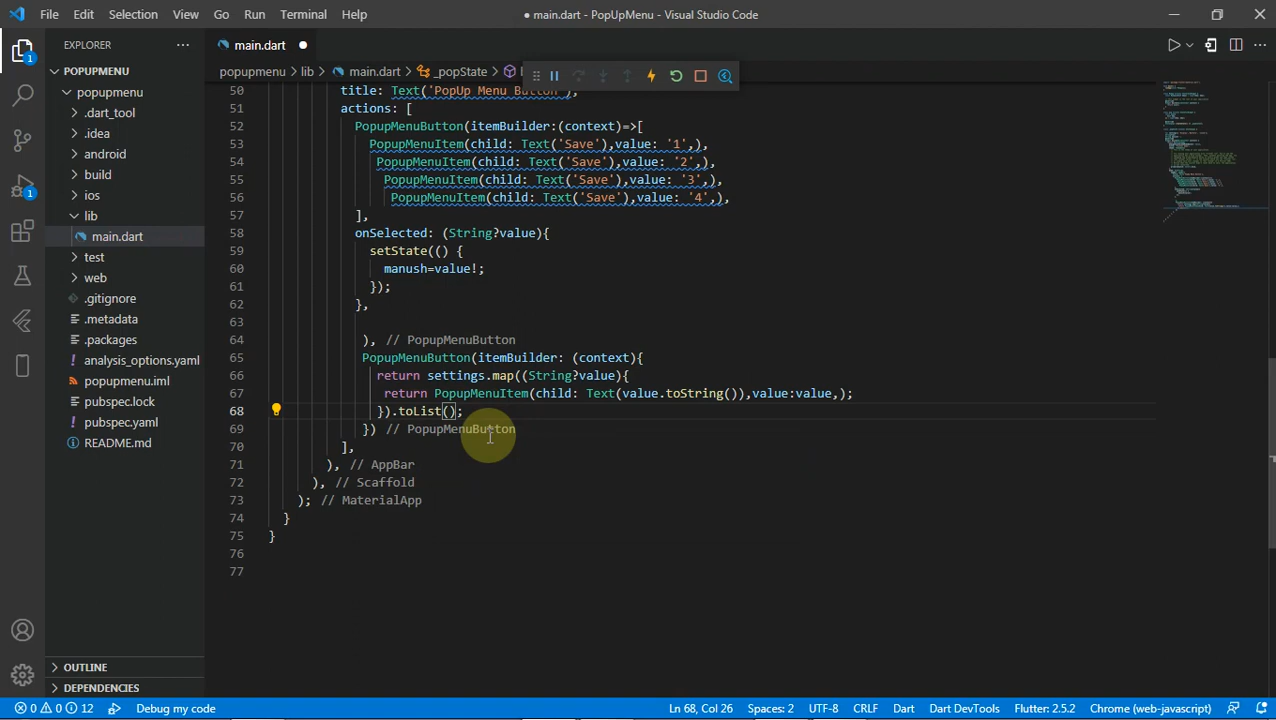 File Edit Selection View Go Run Terminal Help
● main.dart - PopUpMenu - Visual Studio Code
EXPLORER
main.dart
POPUPMENU
popupmenu > lib > main.dart > _popState >
popupmenu
.dart_tool
.idea
android
build
ios
lib
main.dart
test
web
.gitignore
.metadata
.packages
analysis_options.yaml
popupmenu.iml
pubspec.lock
pubspec.yaml
README.md
OUTLINE
DEPENDENCIES
1
1
50 title: Text('PopUp Menu Button'),
51 actions: [
52 PopupMenuButton(itemBuilder:(context)=>[
53 PopupMenuItem(child: Text('Save'),value: '1',),
54 PopupMenuItem(child: Text('Save'),value: '2',),
55 PopupMenuItem(child: Text('Save'),value: '3',),
56 PopupMenuItem(child: Text('Save'),value: '4',),
57 ],
58 onSelected: (String?value){
59 setState(() {
60 manush=value!;
61 });
62 },
63
64 ), // PopupMenuButton
65 PopupMenuButton(itemBuilder: (context){
66 return settings.map((String?value){
67 return PopupMenuItem(child: Text(value.toString()),value:value,);
68 }).toList();
69 }) // PopupMenuButton
70 ],
71 ), // AppBar
72 ), // Scaffold
73 ); // MaterialApp
74 }
75 }
76
77
0 0 12 Debug my code
Ln 68, Col 26 Spaces: 2 UTF-8 CRLF Dart Dart DevTools Flutter: 2.5.2 Chrome (web-javascript)